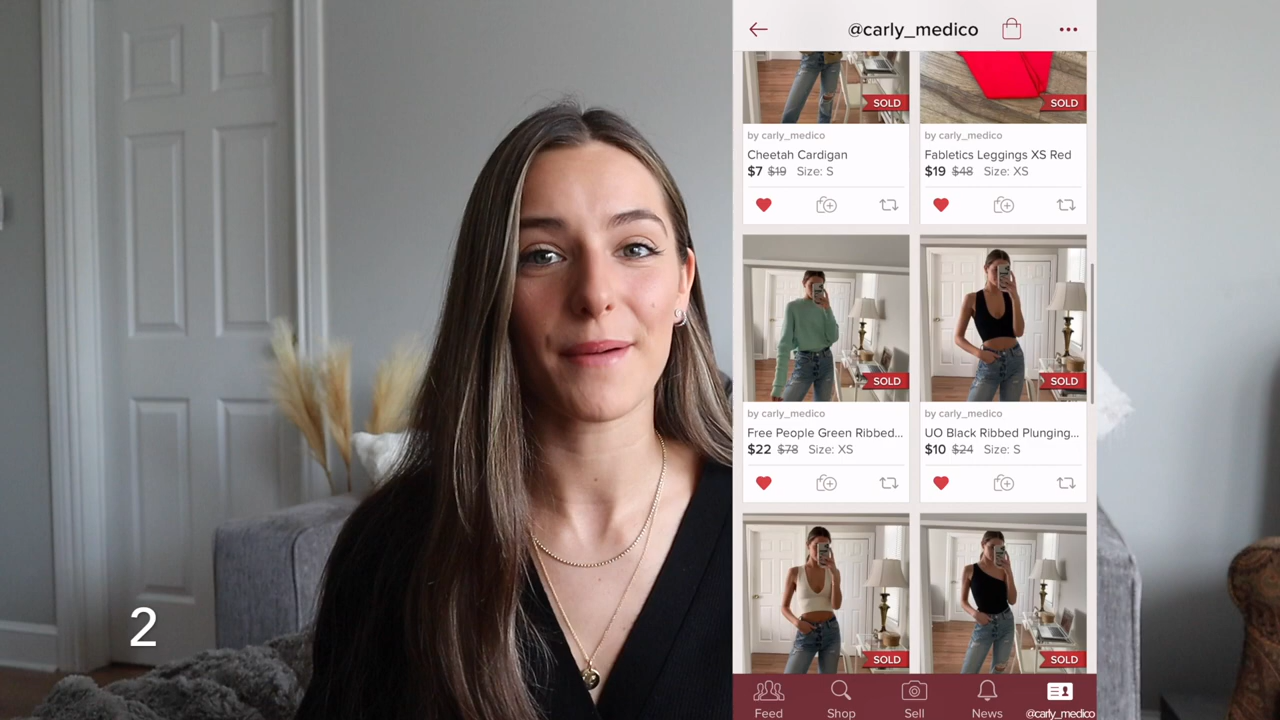 @carly_medico
SOLD
SOLD
by carly_medico
by carly_medico
Cheetah Cardigan
Fabletics Leggings XS Red
$7 $19 Size: S
$19 $48 Size: XS
SOLD
SOLD
by carly_medico
by carly_medico
Free People Green Ribbed...
UO Black Ribbed Plunging...
$22 $78 Size: XS
$10 $24 Size: S
2
SOLD
SOLD
Feed
Shop
Sell
News
@carly_medico